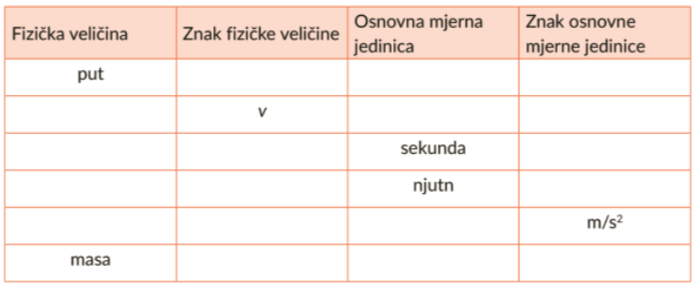 Fizička veličina
Znak fizičke veličine
Osnovna mjerna
jedinica
Znak osnovne
mjerne jedinice
put
v
sekunda
njutn
m/s²
masa